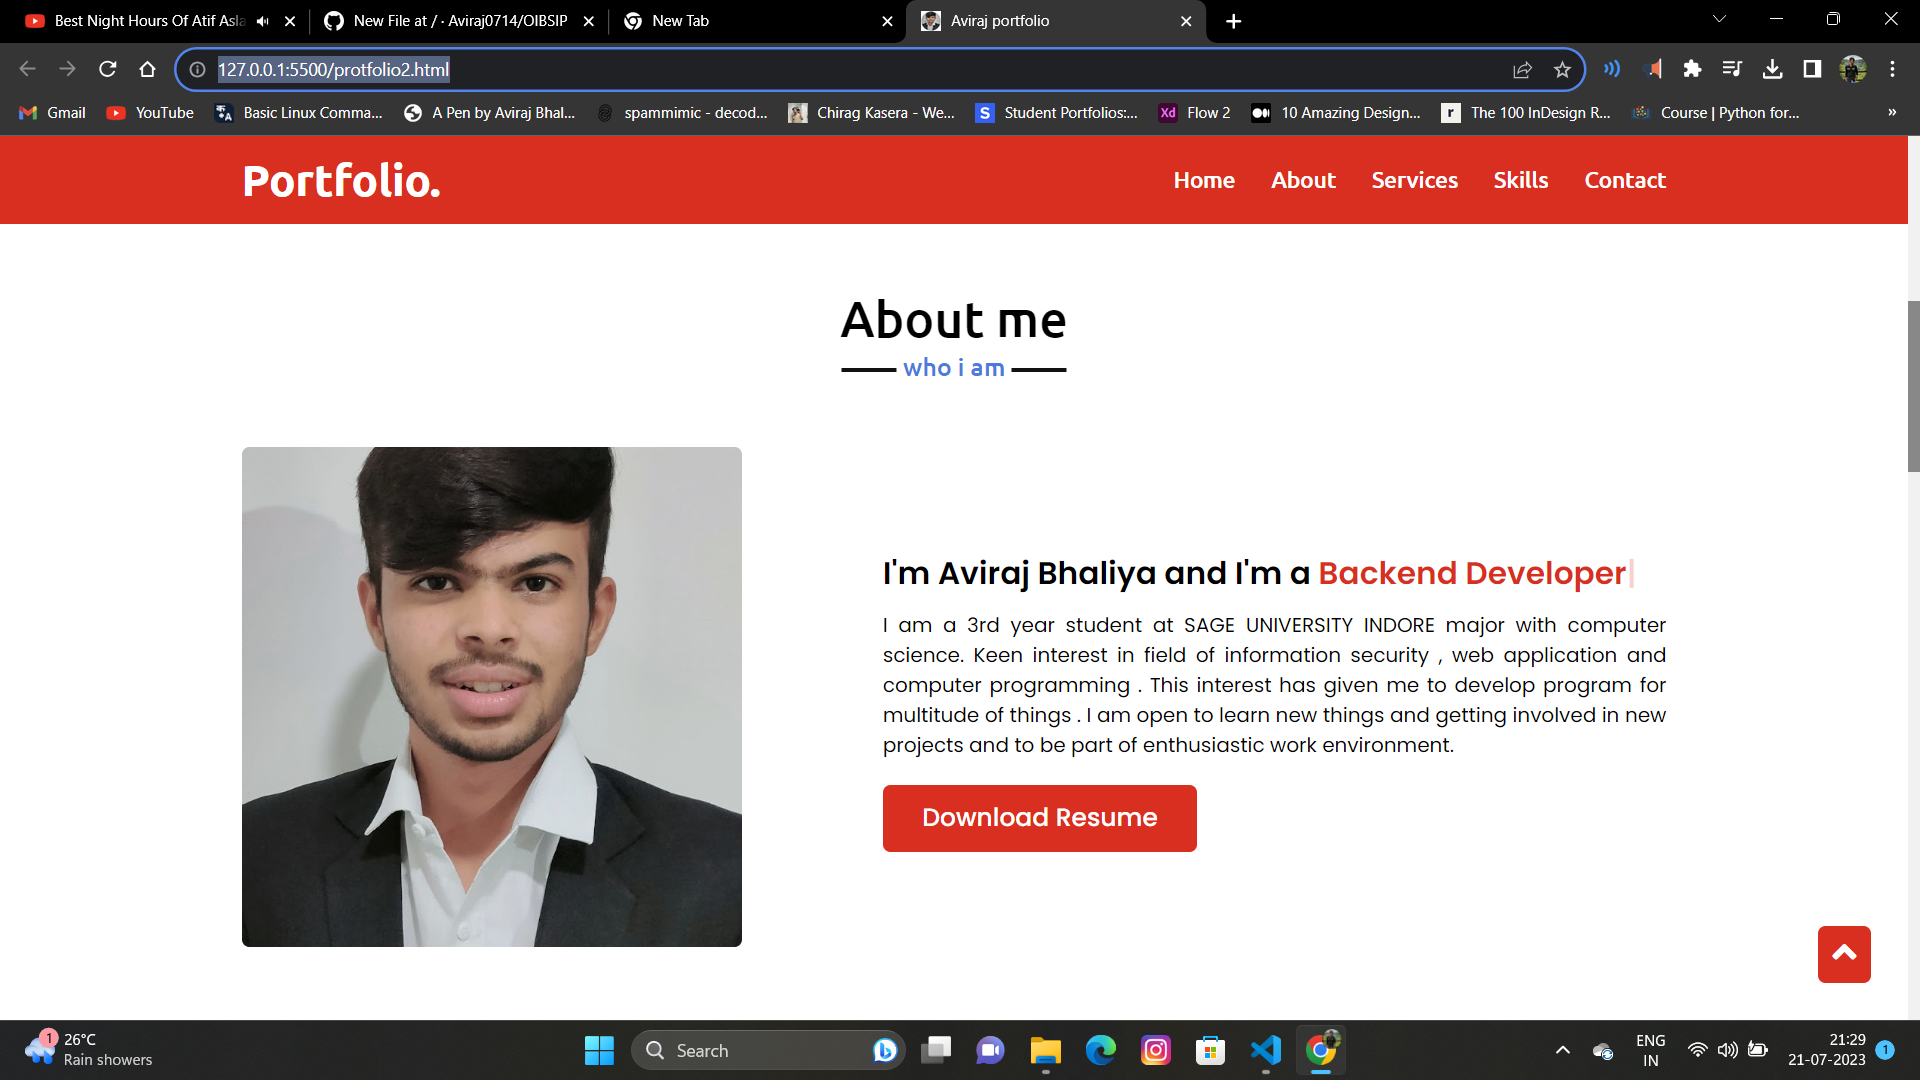 Best Night Hours Of Atif Asla
New File at / · Aviraj0714/OIBSIP
New Tab
Aviraj portfolio
127.0.0.1:5500/protfolio2.html
Gmail
YouTube
Basic Linux Comma...
A Pen by Aviraj Bhal...
spammimic - decod...
Chirag Kasera - We...
S
Student Portfolios:...
Xd
Flow 2
10 Amazing Design...
r
The 100 InDesign R...
Course | Python for...
»
Portfolio.
Home
About
Services
Skills
Contact
About me
who i am
I'm Aviraj Bhaliya and I'm a Backend Developer|
I am a 3rd year student at SAGE UNIVERSITY INDORE major with computer
science. Keen interest in field of information security , web application and
computer programming . This interest has given me to develop program for
multitude of things . I am open to learn new things and getting involved in new
projects and to be part of enthusiastic work environment.
Download Resume
1
26°C
Rain showers
Search
ENG
IN
21:29
21-07-2023
1